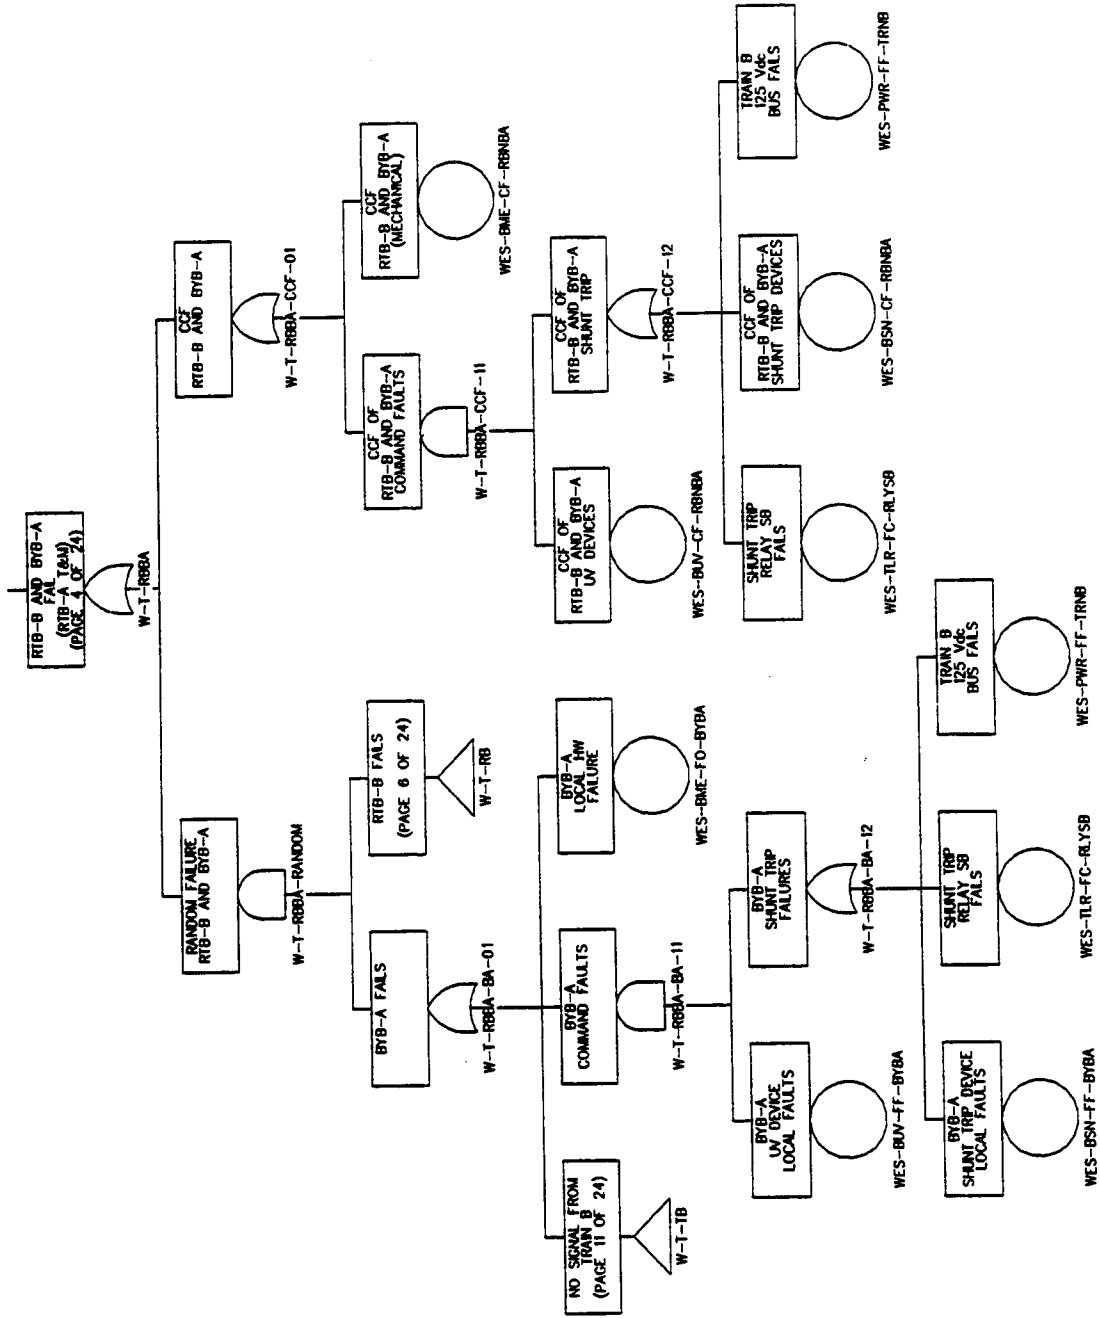 RTB-B AND BYB-A
FAIL
(RTB-A T&M)
(PAGE 4 OF 24)
W-T-RBBA
RANDOM FAILURE
RTB-B AND BYB-A
W-T-RBBA-RANDOM
CCF
RTB-B AND BYB-A
W-T-RBBA-CCF-01
BYB-A FAILS
W-T-RBBA-BA-01
RTB-B FAILS
(PAGE 6 OF 24)
W-T-RB
CCF OF
RTB-B AND BYB-A
COMMAND FAULTS
W-T-RBBA-CCF-11
CCF
RTB-B AND BYB-A
(MECHANICAL)
WES-BME-CF-RBNBA
NO SIGNAL FROM
TRAIN B
(PAGE 11 OF 24)
W-T-TB
BYB-A
COMMAND FAULTS
W-T-RBBA-BA-11
BYB-A
LOCAL HW
FAILURE
WES-BME-FO-BYBA
CCF OF
RTB-B AND BYB-A
UV DEVICES
WES-BUV-CF-RBNBA
CCF OF
RTB-B AND BYB-A
SHUNT TRIP
W-T-RBBA-CCF-12
BYB-A
UV DEVICE
LOCAL FAULTS
WES-BUV-FF-BYBA
BYB-A
SHUNT TRIP
FAILURES
W-T-RBBA-BA-12
SHUNT TRIP
RELAY SB
FAILS
WES-TLR-FC-RLYSB
CCF OF
RTB-B AND BYB-A
SHUNT TRIP DEVICES
WES-BSN-CF-RBNBA
TRAIN B
125 Vdc
BUS FAILS
WES-PWR-FF-TRNB
BYB-A
SHUNT TRIP DEVICE
LOCAL FAULTS
WES-BSN-FF-BYBA
SHUNT TRIP
RELAY SB
FAILS
WES-TLR-FC-RLYSB
TRAIN B
125 Vdc
BUS FAILS
WES-PWR-FF-TRNB